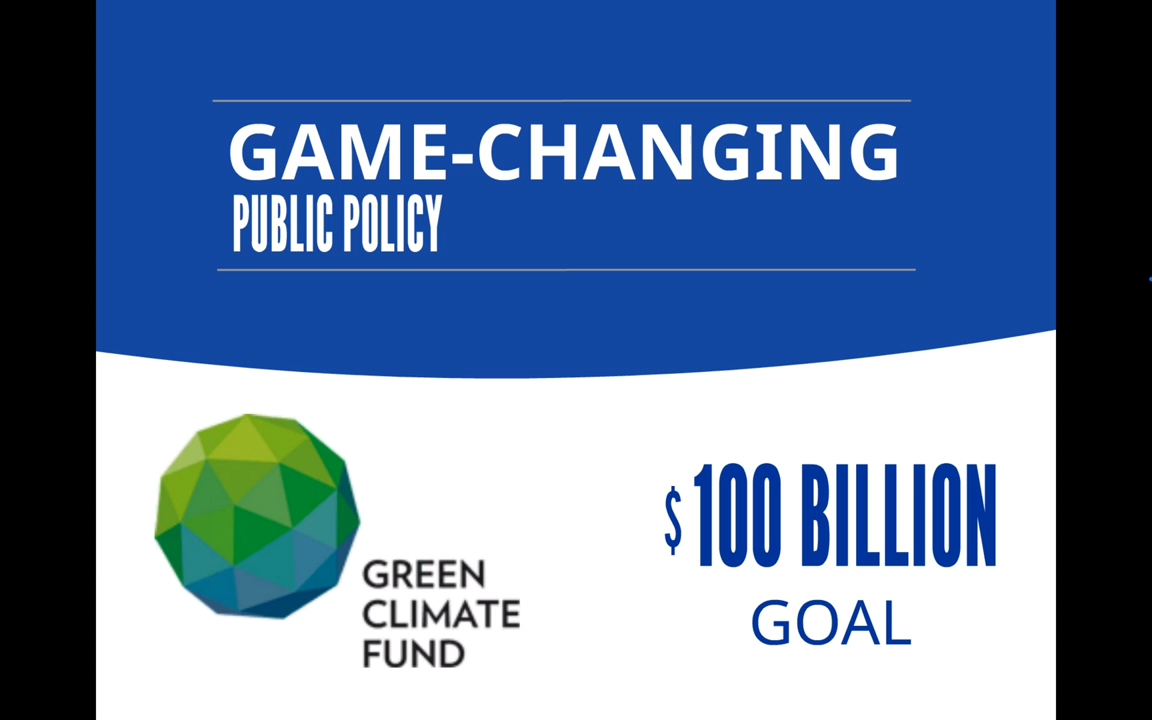 GAME-CHANGING
PUBLIC POLICY
GREEN
CLIMATE
FUND
$100 BILLION
GOAL